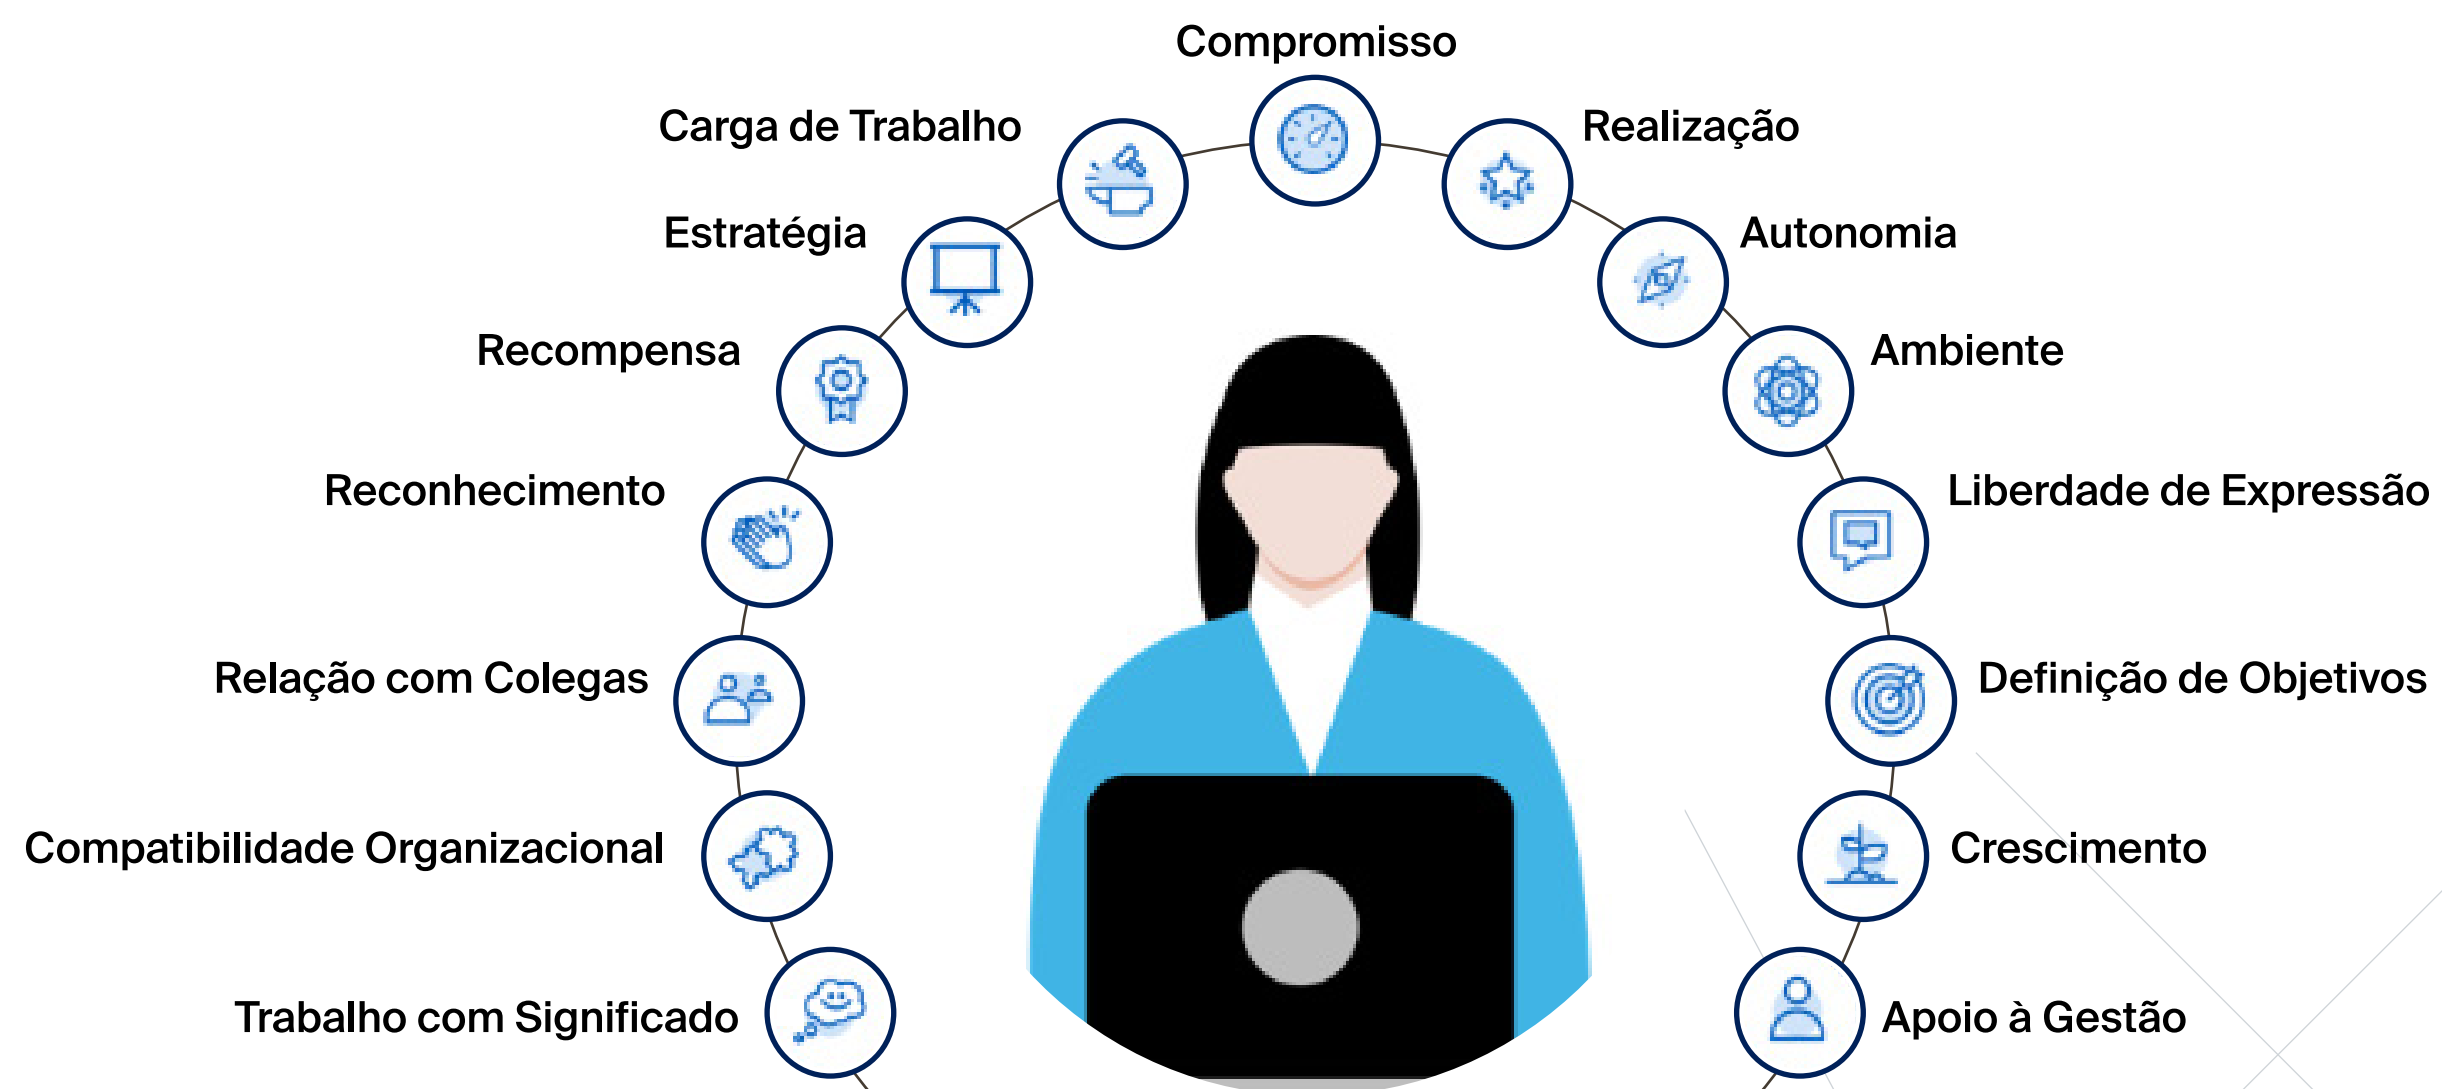 Compromisso
Carga de Trabalho
Realização
Estratégia
Autonomia
Recompensa
Ambiente
Reconhecimento
Liberdade de Expressão
Relação com Colegas
Definição de Objetivos
Compatibilidade Organizacional
Crescimento
Trabalho com Significado
Apoio à Gestão